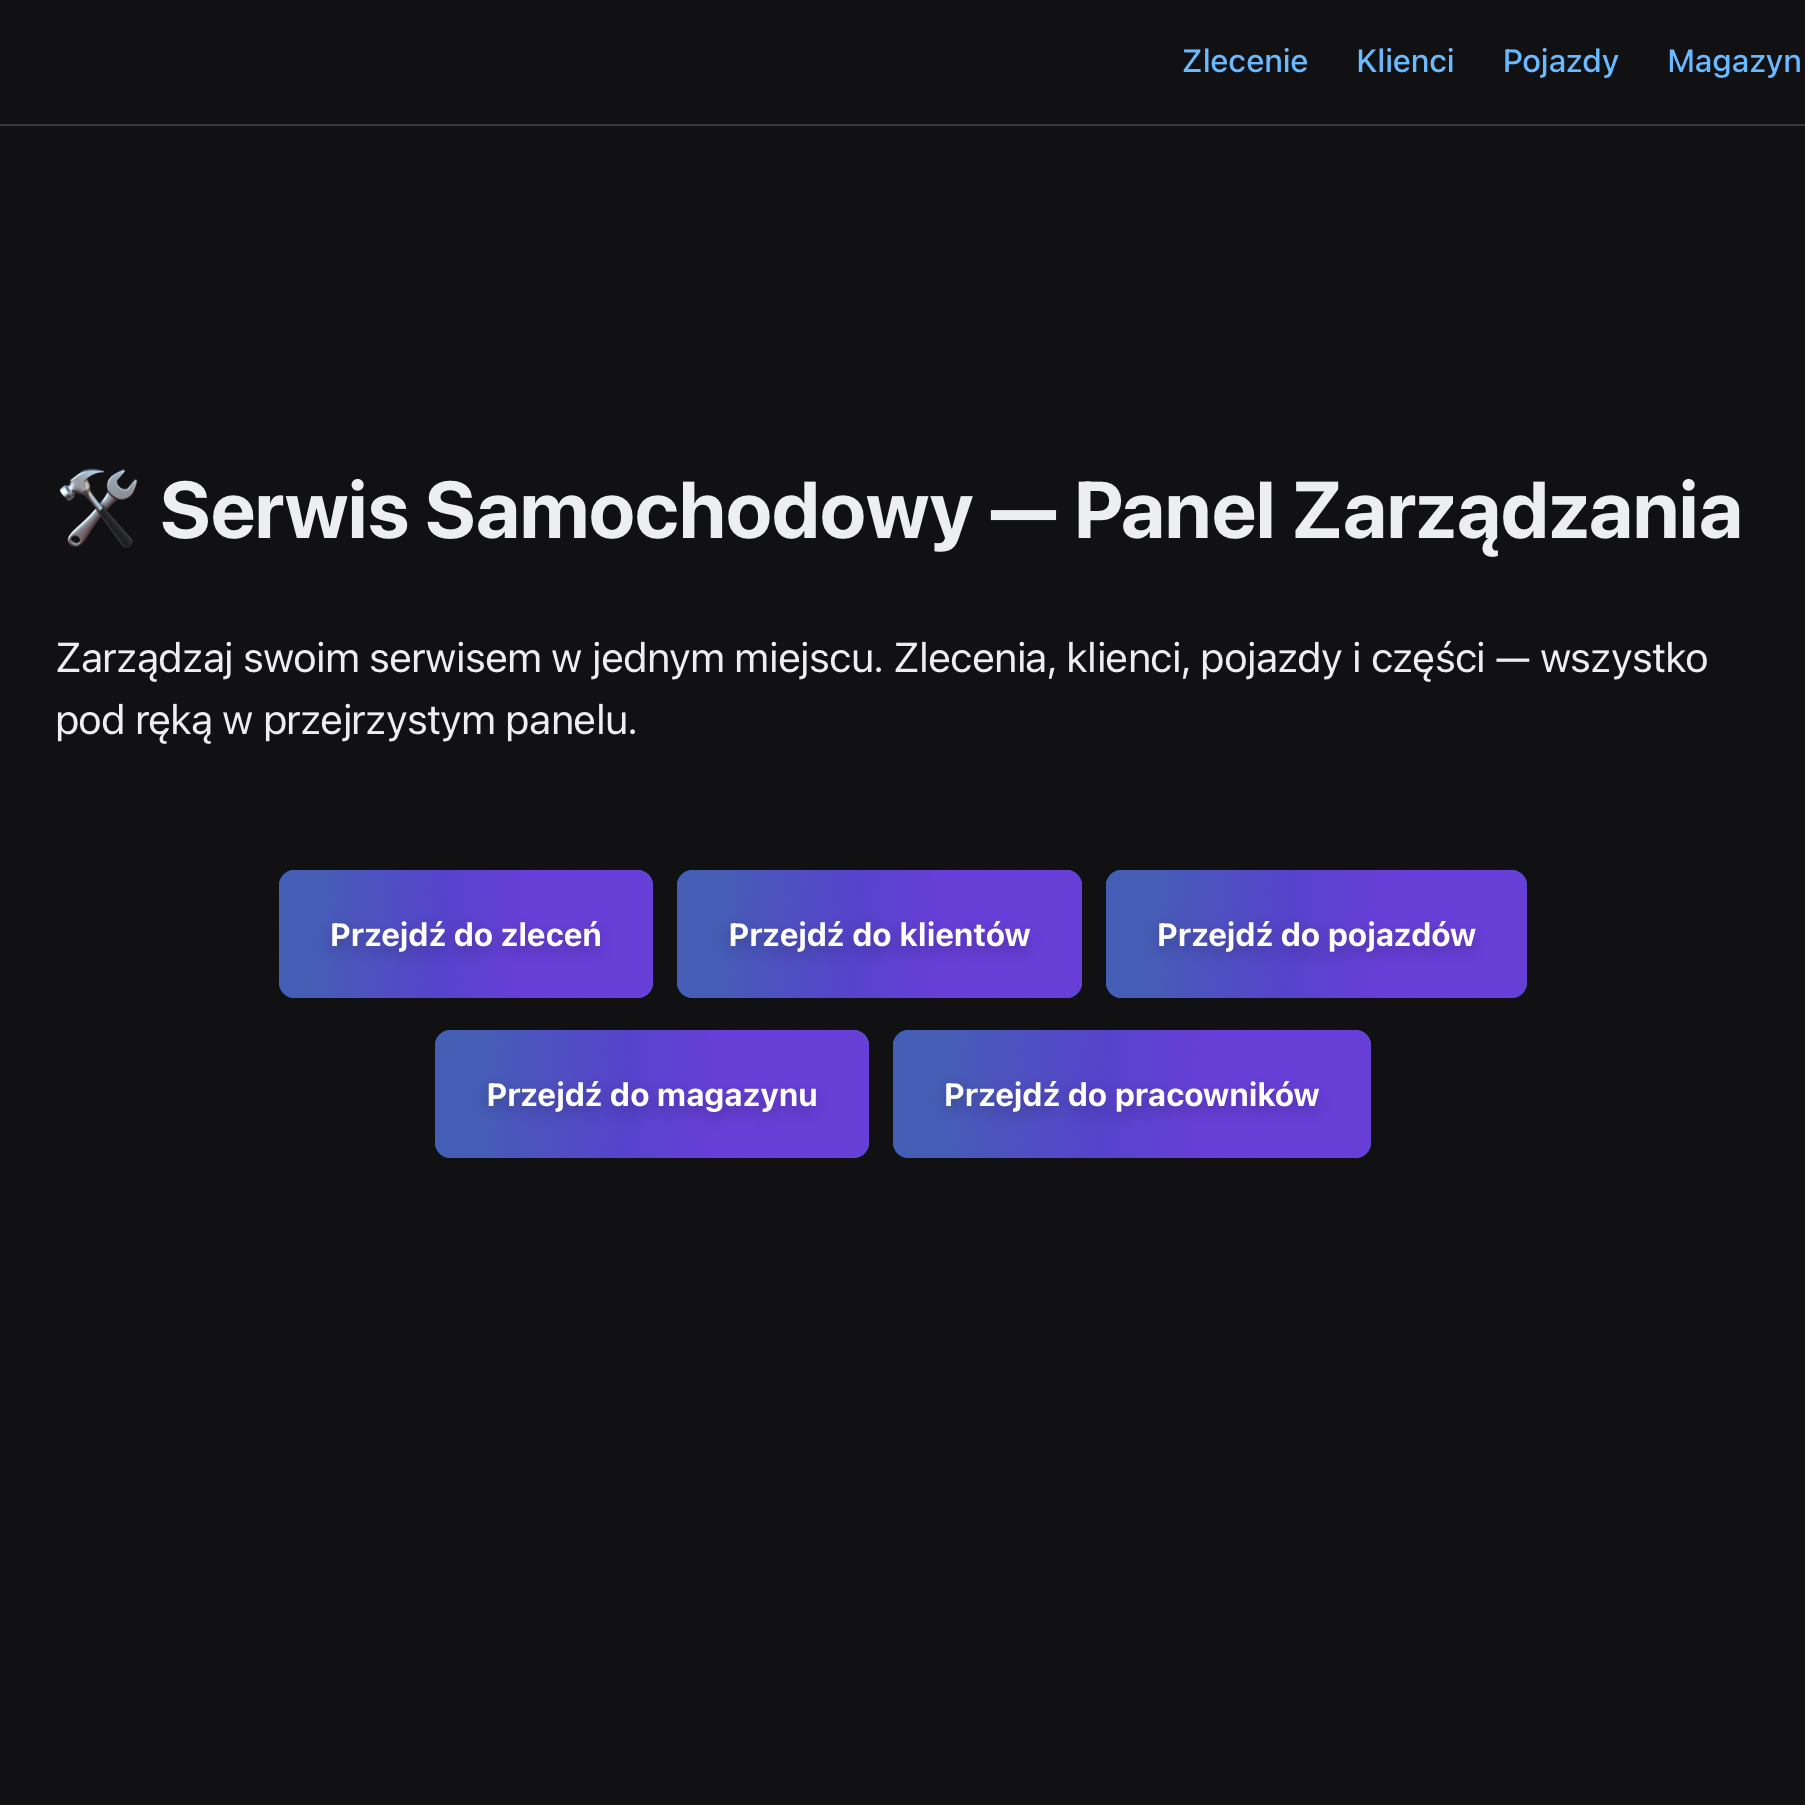 Zlecenie Klienci Pojazdy Magazyn
🛠️ Serwis Samochodowy — Panel Zarządzania
Zarządzaj swoim serwisem w jednym miejscu. Zlecenia, klienci, pojazdy i części — wszystko
pod ręką w przejrzystym panelu.
Przejdź do zleceń Przejdź do klientów Przejdź do pojazdów
Przejdź do magazynu Przejdź do pracowników